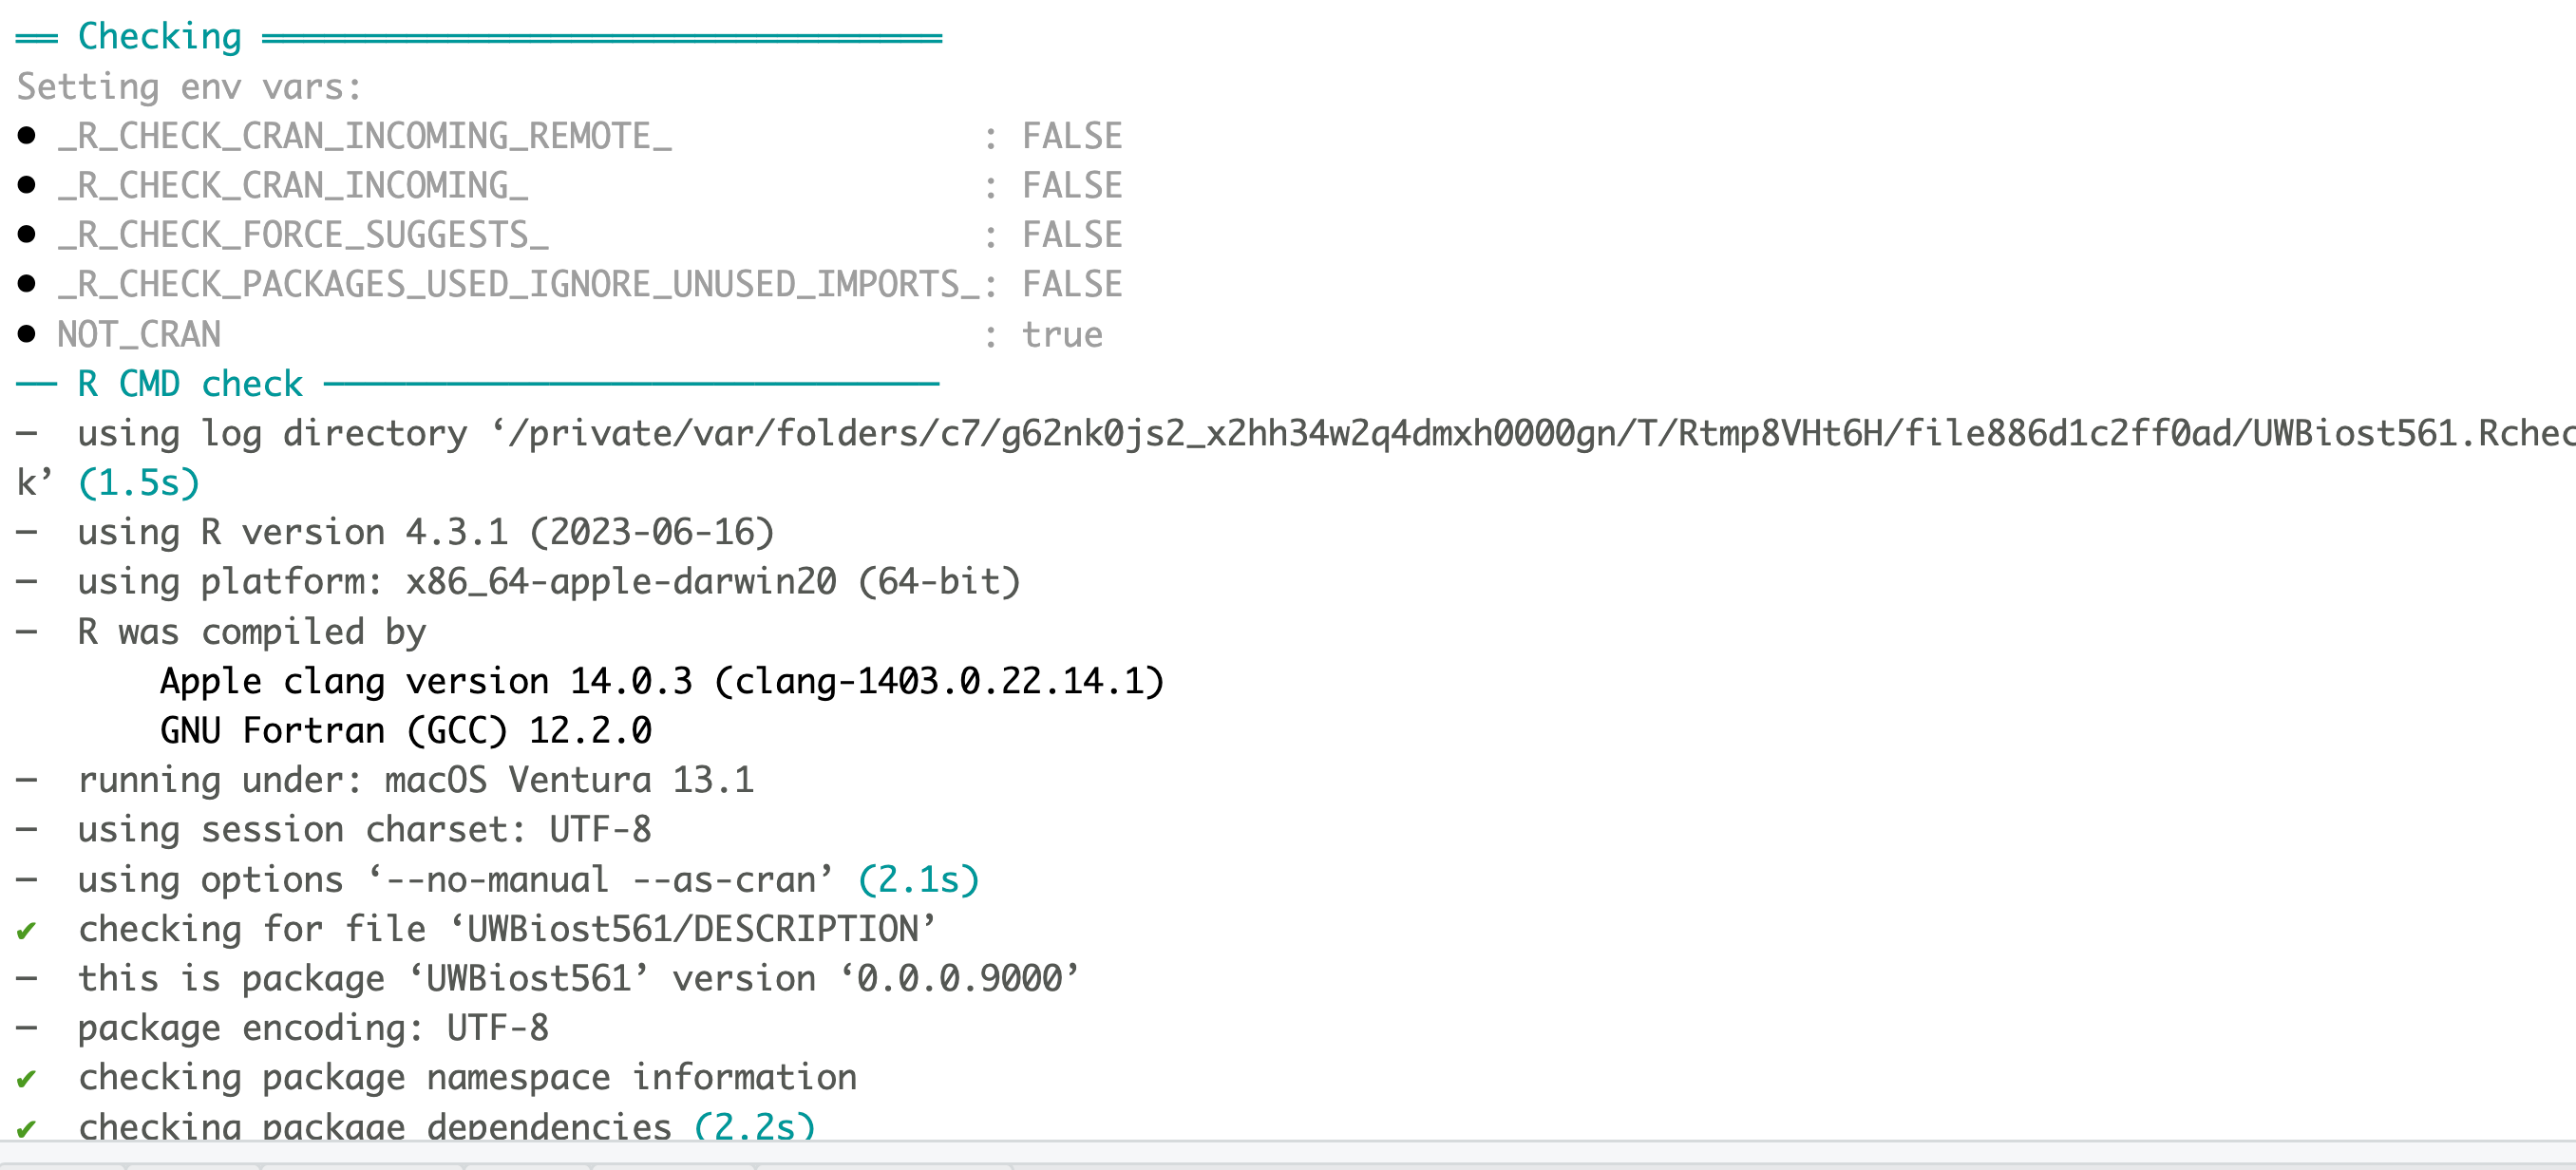 ══ Checking ═════════════════════════════════
Setting env vars:
● _R_CHECK_CRAN_INCOMING_REMOTE_               : FALSE
● _R_CHECK_CRAN_INCOMING_                      : FALSE
● _R_CHECK_FORCE_SUGGESTS_                     : FALSE
● _R_CHECK_PACKAGES_USED_IGNORE_UNUSED_IMPORTS_: FALSE
● NOT_CRAN                                     : true
── R CMD check ──────────────────────────────
─  using log directory ‘/private/var/folders/c7/g62nk0js2_x2hh34w2q4dmxh0000gn/T/Rtmp8VHt6H/file886d1c2ff0ad/UWBiost561.Rchec
k’ (1.5s)
─  using R version 4.3.1 (2023-06-16)
─  using platform: x86_64-apple-darwin20 (64-bit)
─  R was compiled by
       Apple clang version 14.0.3 (clang-1403.0.22.14.1)
       GNU Fortran (GCC) 12.2.0
─  running under: macOS Ventura 13.1
─  using session charset: UTF-8
─  using options ‘--no-manual --as-cran’ (2.1s)
✔  checking for file ‘UWBiost561/DESCRIPTION’
─  this is package ‘UWBiost561’ version ‘0.0.0.9000’
─  package encoding: UTF-8
✔  checking package namespace information
✔  checking package dependencies (2.2s)